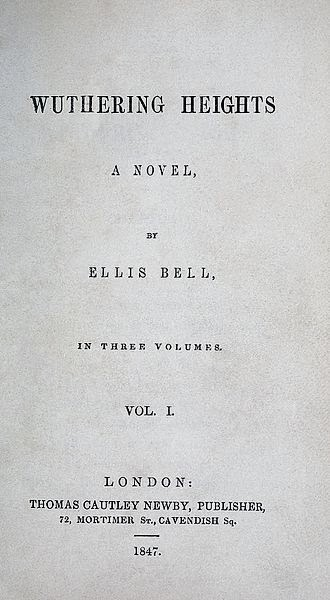 WUTHERING HEIGHTS
A NOVEL,
BY
ELLIS BELL,
IN THREE VOLUMES.
VOL. I.
LONDON:
THOMAS CAUTLEY NEWBY, PUBLISHER,
72, MORTIMER St., CAVENDISH Sq.
1847.